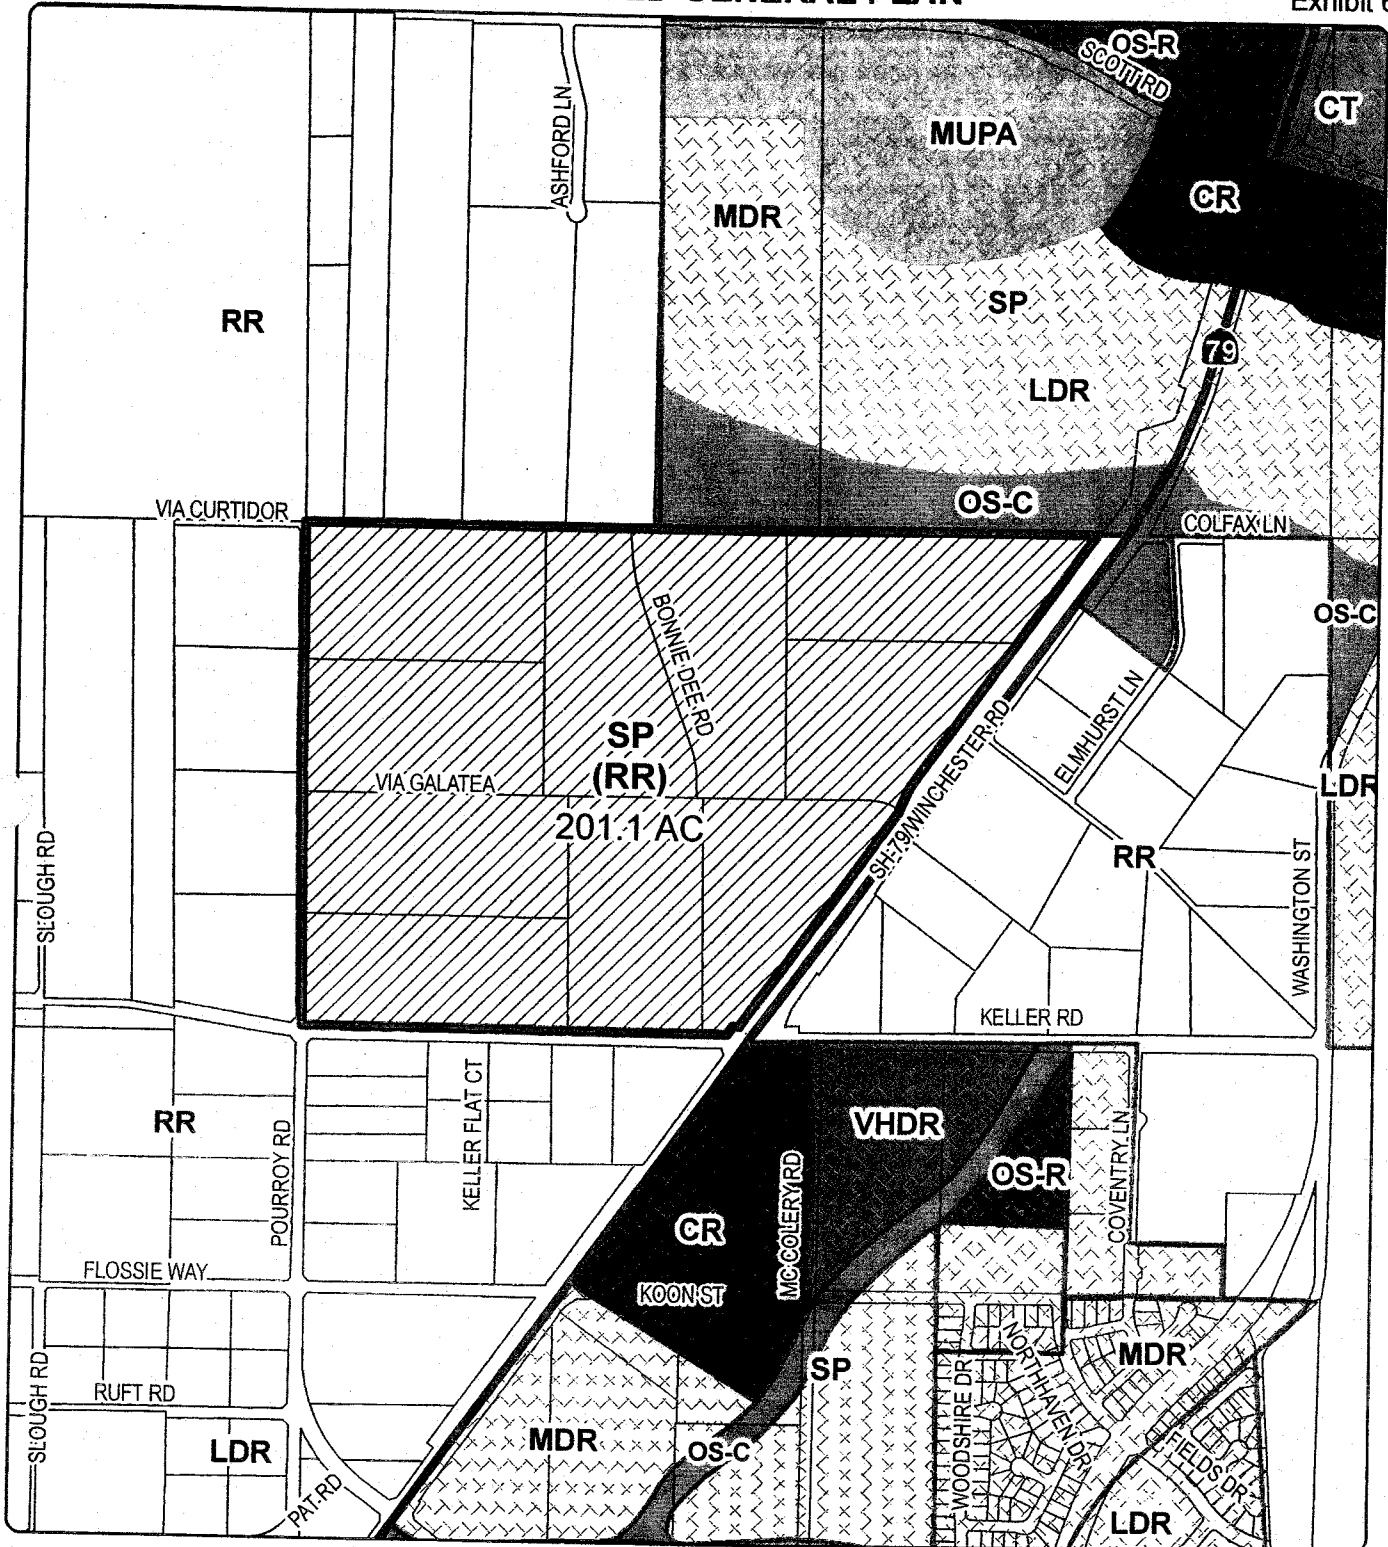 GENERAL PLAN
Exhibit 6
OS-R
SCOTT RD
CT
ASHFORD LN
MUPA
CR
MDR
SP
RR
79
LDR
OS-C
VIA CURTIDOR
COLFAX LN
BONNIE DEE RD
OS-C
ELMHURST LN
SP
(RR)
SH-79/WINCHESTER RD
VIA GALATEA
LDR
201.1 AC
SLOUGH RD
RR
WASHINGTON ST
KELLER RD
KELLER FLAT CT
RR
VHDR
POURROY RD
OS-R
COVENTRY LN
MC COLERY RD
CR
FLOSSIE WAY
KOON ST
NORTHHAVEN DR
MDR
SP
SLOUGH RD
RUFT RD
WOODSHIRE DR
LDR
MDR
OS-C
FIELDS DR
PAT RD
LDR